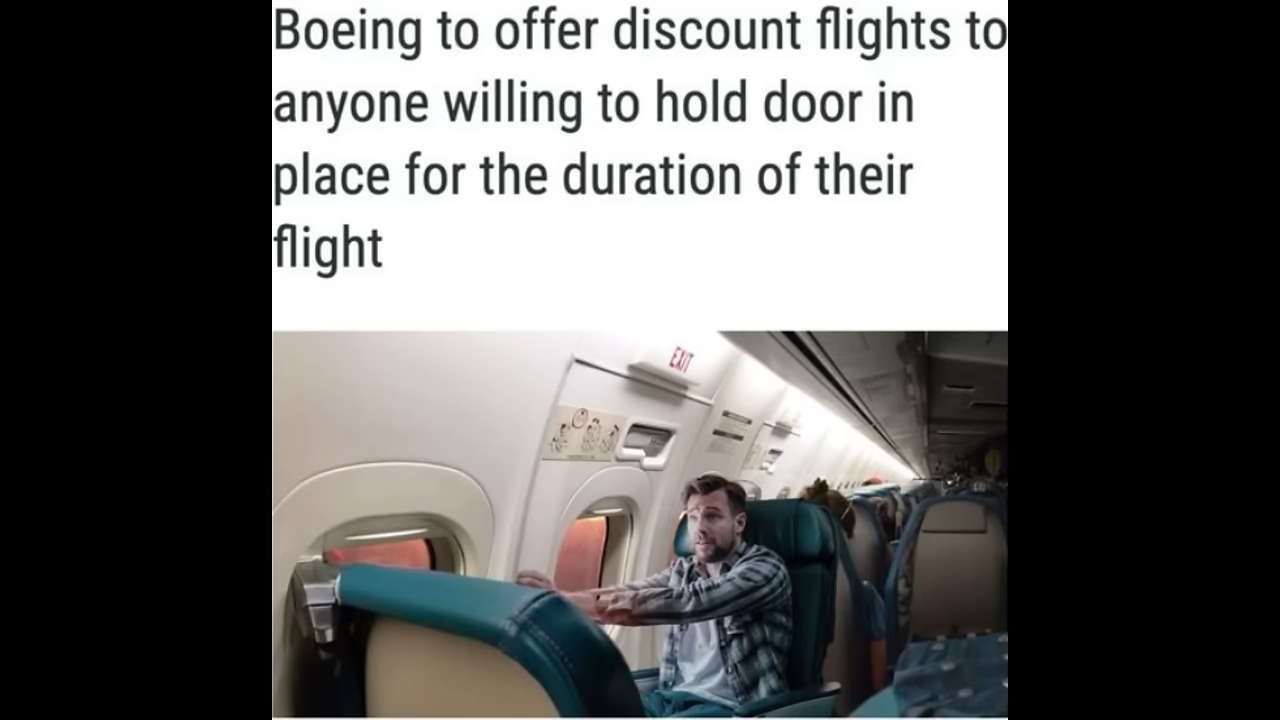 Boeing to offer discount flights to
anyone willing to hold door in
place for the duration of their
flight
EXIT